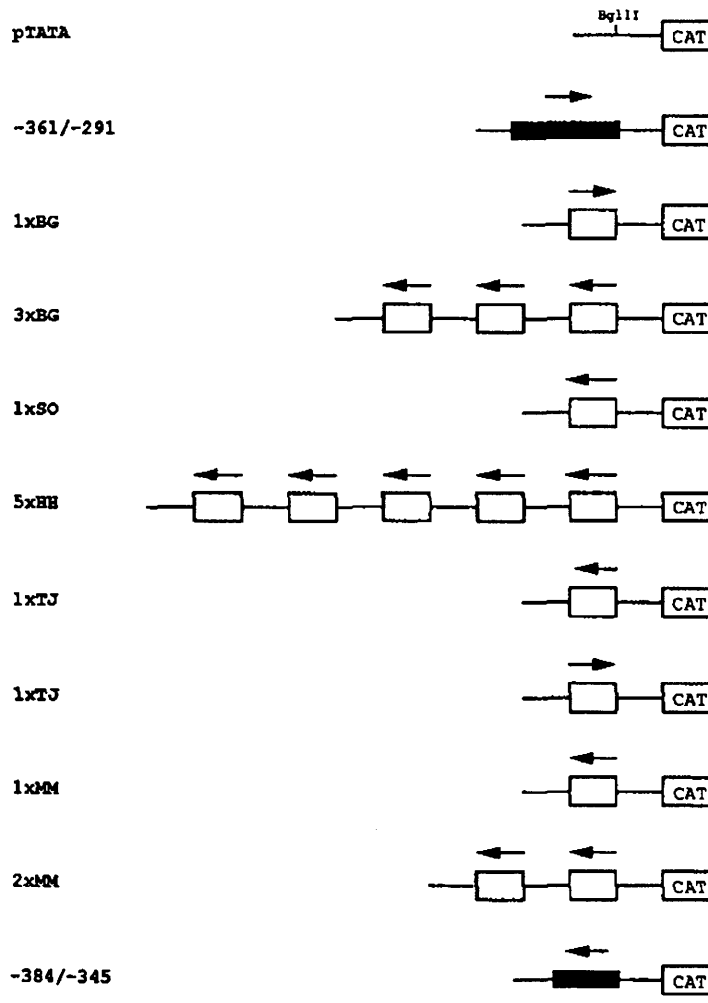 BglII
pTATA CAT
-361/-291 CAT
1xBG CAT
3xBG CAT
1xSO CAT
5xHH CAT
1xTJ CAT
1xTJ CAT
1xMM CAT
2xMM CAT
-384/-345 CAT